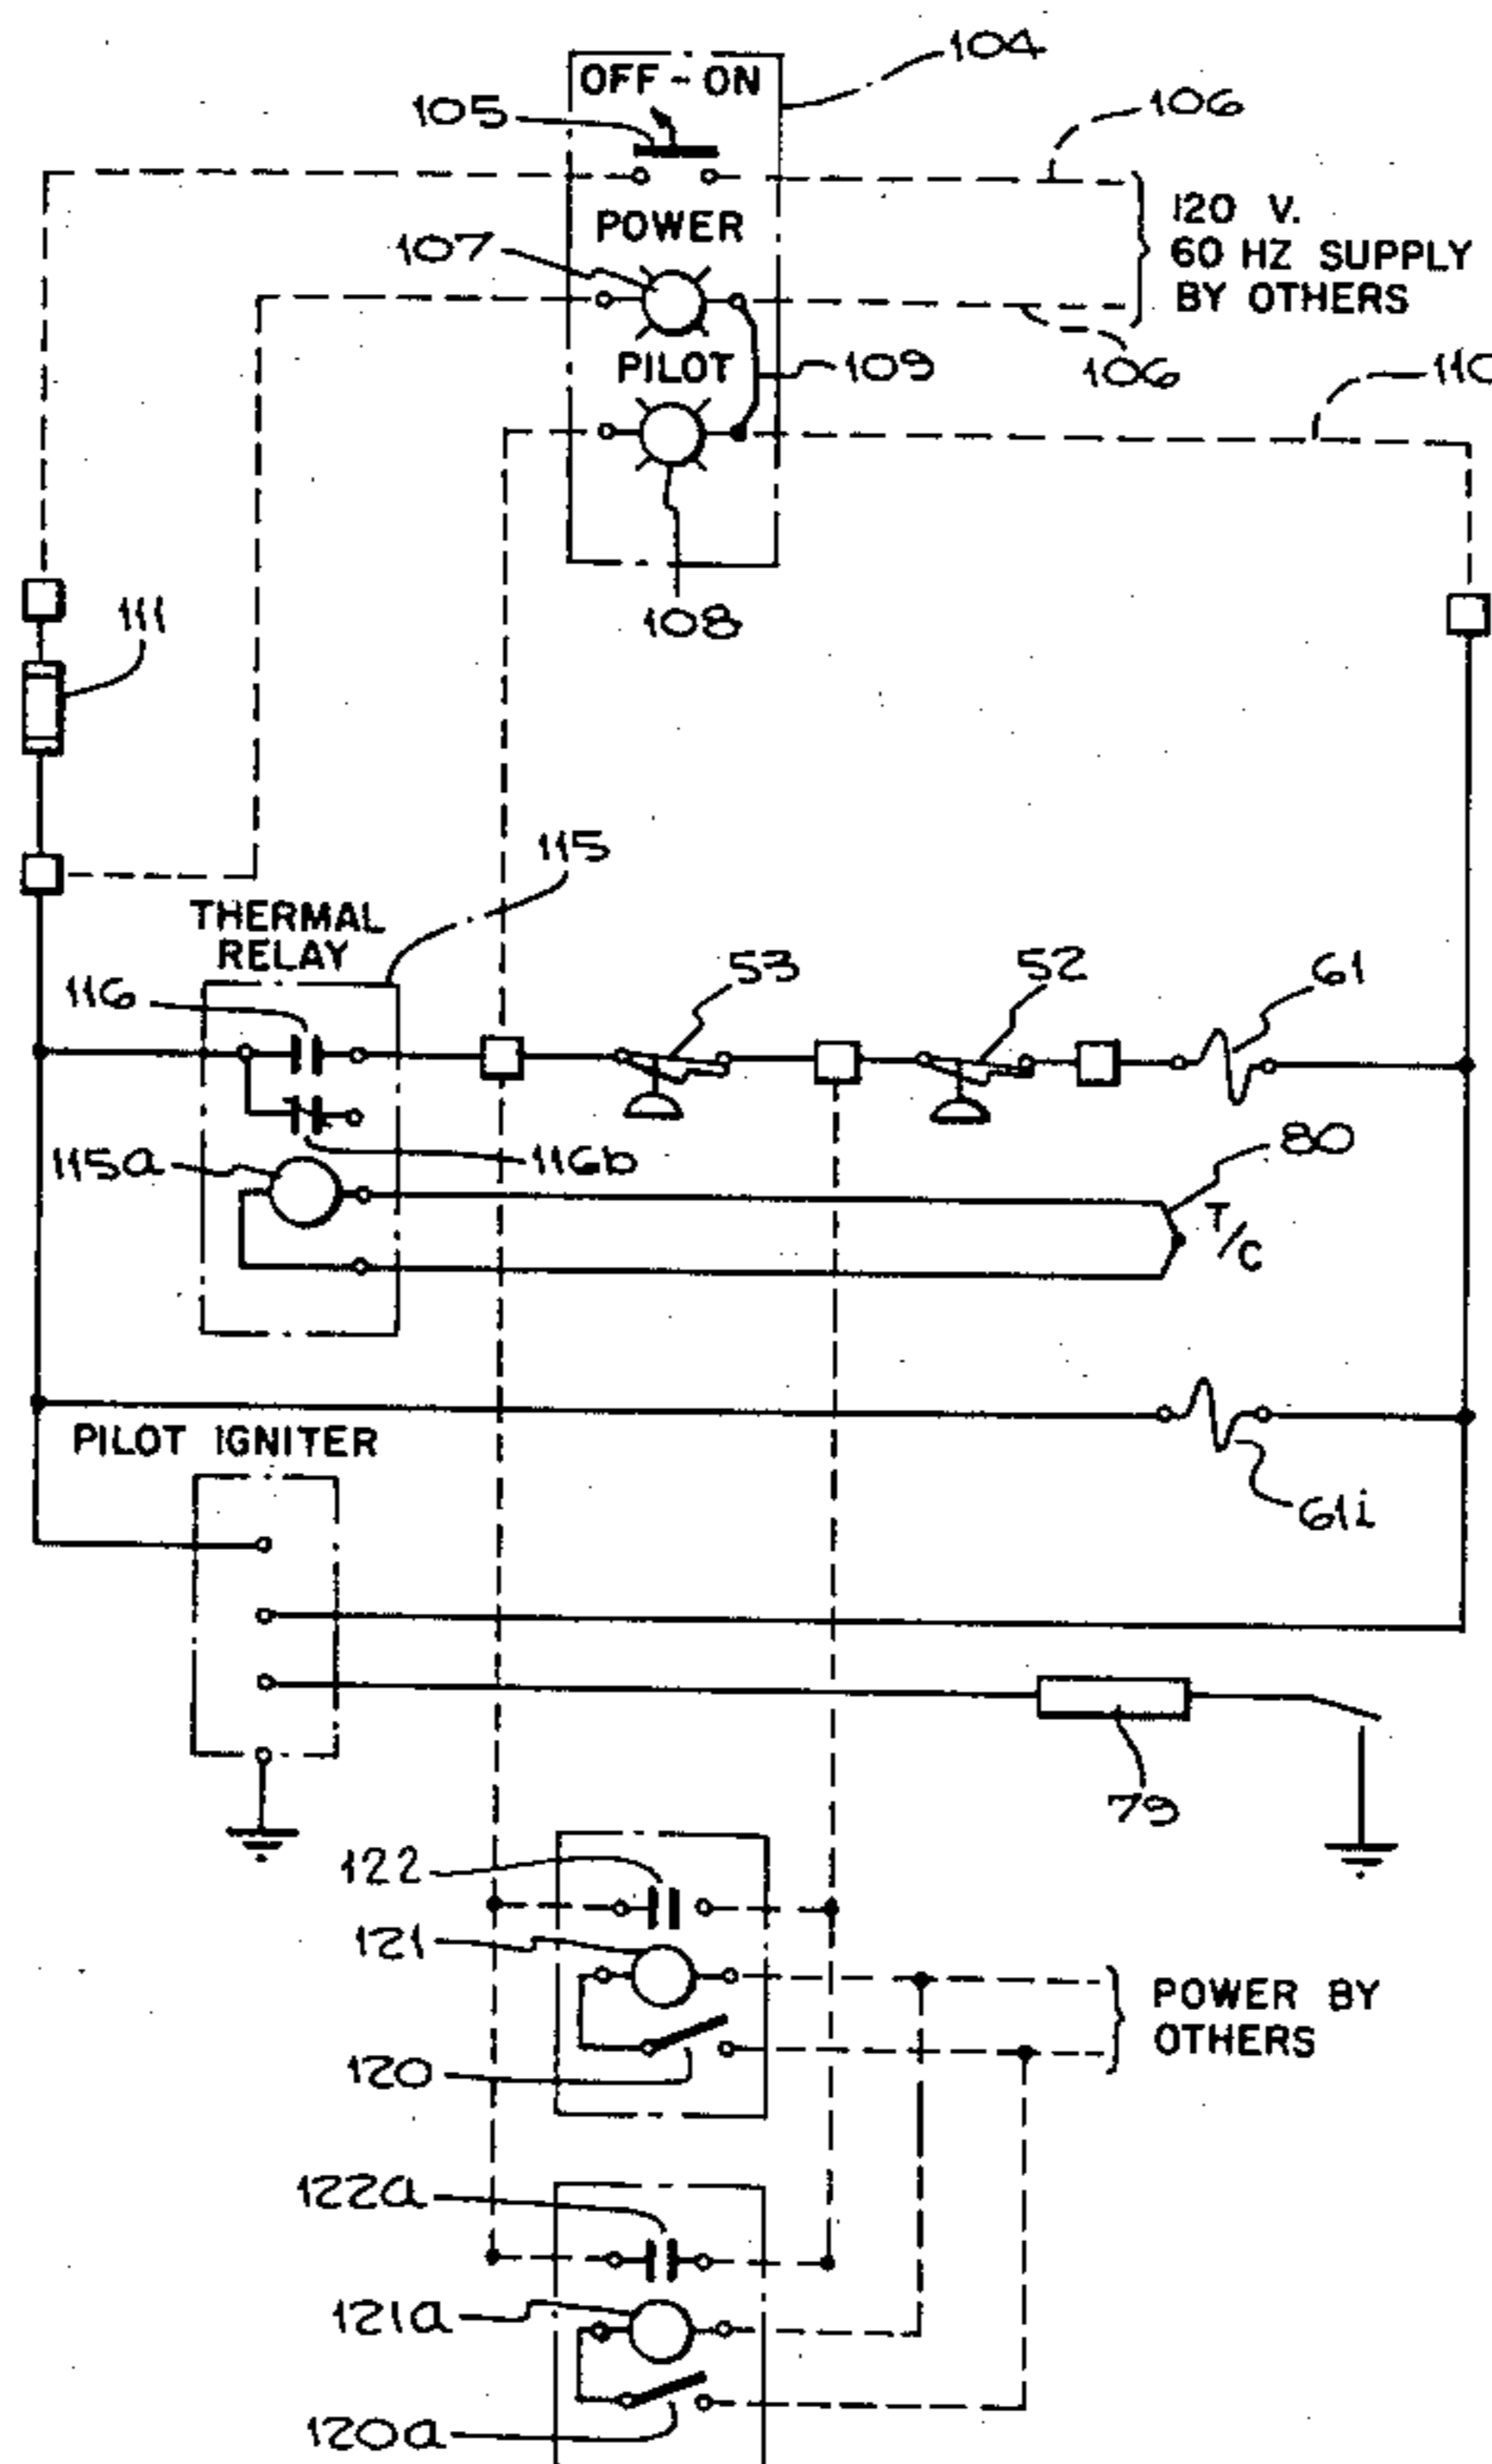 104
OFF - ON
105
106
120 V.
60 HZ SUPPLY
BY OTHERS
POWER
107
106
PILOT
109
110
108
111
115
THERMAL
RELAY
116
53
52
61
116b
115a
80
T/C
61i
PILOT IGNITER
79
122
121
POWER BY
OTHERS
120
122a
121a
120a